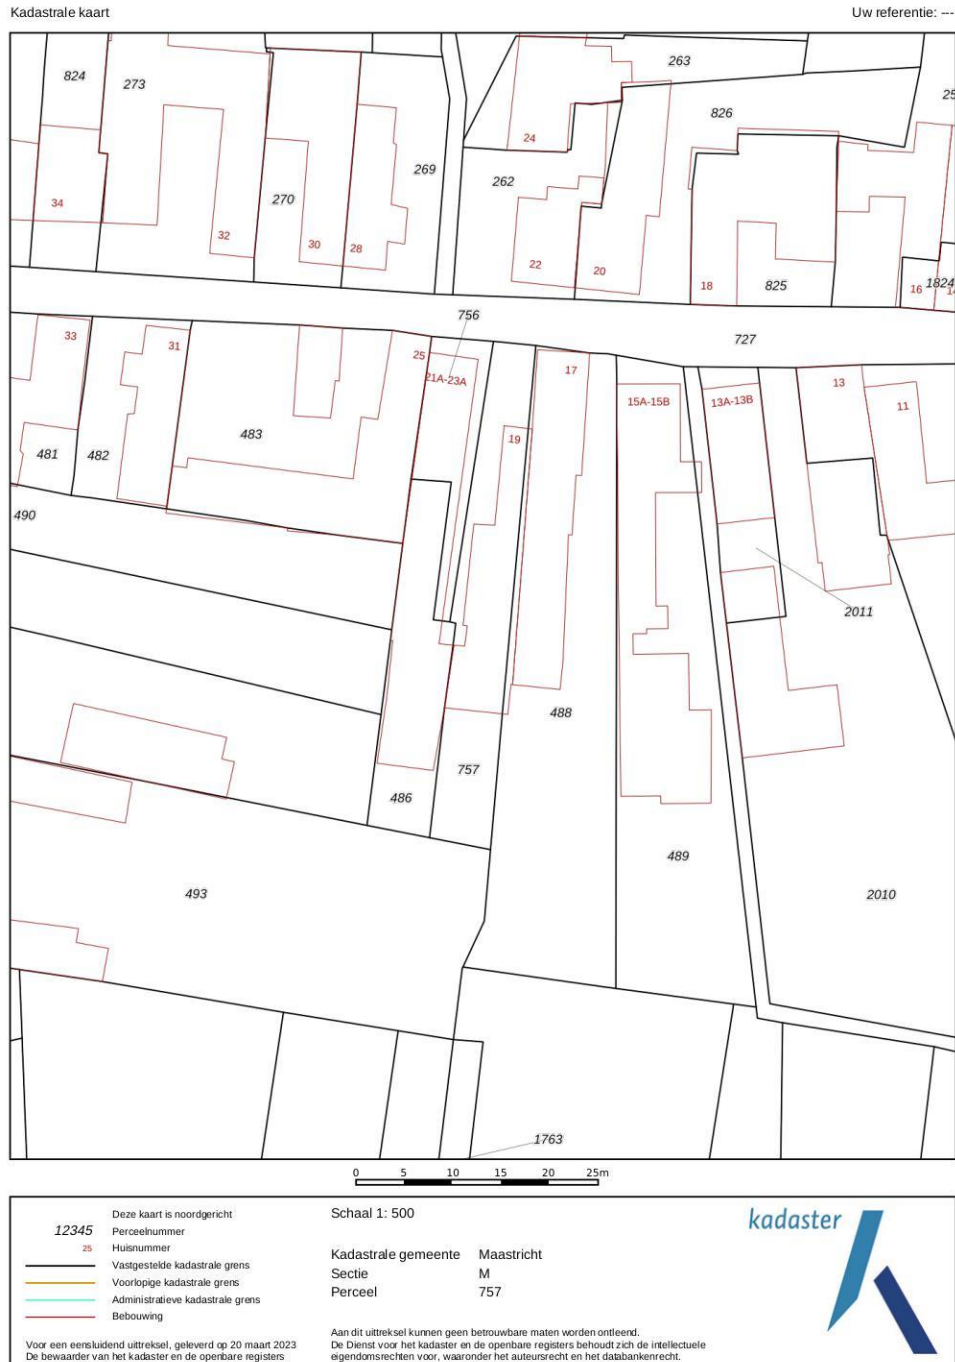 Kadastrale kaart
Uw referentie: ---
824
273
34
32
270
30
28
269
263
24
262
22
20
826
18
825
16
1824
756
727
33
31
25
21A-23A
17
13
481
482
483
19
15A-15B
13A-13B
11
490
2011
488
757
486
489
493
2010
1763
0 5 10 15 20 25m
Deze kaart is noordgericht
12345 Perceelnummer
25 Huisnummer
Vastgestelde kadastrale grens
Voorlopige kadastrale grens
Administratieve kadastrale grens
Bebouwing
Voor een eensluidend uittreksel, geleverd op 20 maart 2023
De bewaarder van het kadaster en de openbare registers
Schaal 1: 500
Kadastrale gemeente Maastricht
Sectie M
Perceel 757
Aan dit uittreksel kunnen geen betrouwbare maten worden ontleend.
De Dienst voor het kadaster en de openbare registers behoudt zich de intellectuele
eigendomsrechten voor, waaronder het auteursrecht en het databankenrecht.
kadaster